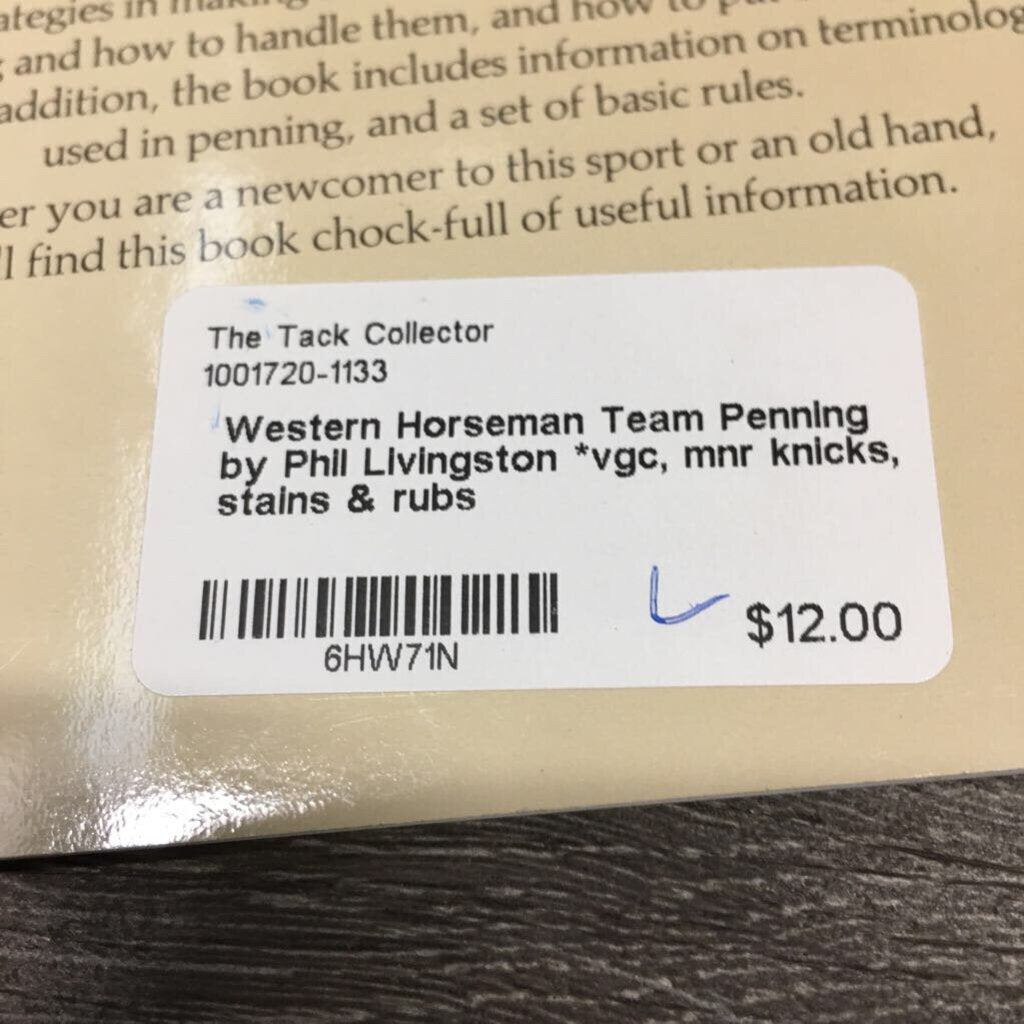 ategies in making
and how to handle them, and how to
addition, the book includes information on terminolog
used in penning, and a set of basic rules.
er you are a newcomer to this sport or an old hand,
'l find this book chock-full of useful information.
The Tack Collector
1001720-1133
Western Horseman Team Penning
by Phil Livingston *vgc, mnr knicks,
stains & rubs
$12.00
6HW71N